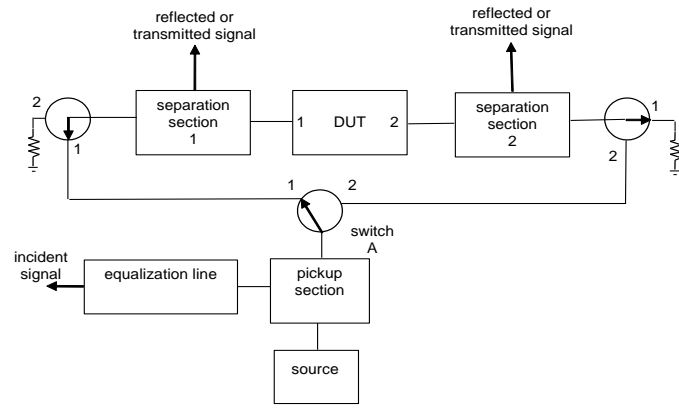 reflected or
transmitted signal
reflected or
transmitted signal
2
1
separation
section
1
1
DUT
2
separation
section
2
1
2
1
2
switch
A
incident
signal
equalization line
pickup
section
source